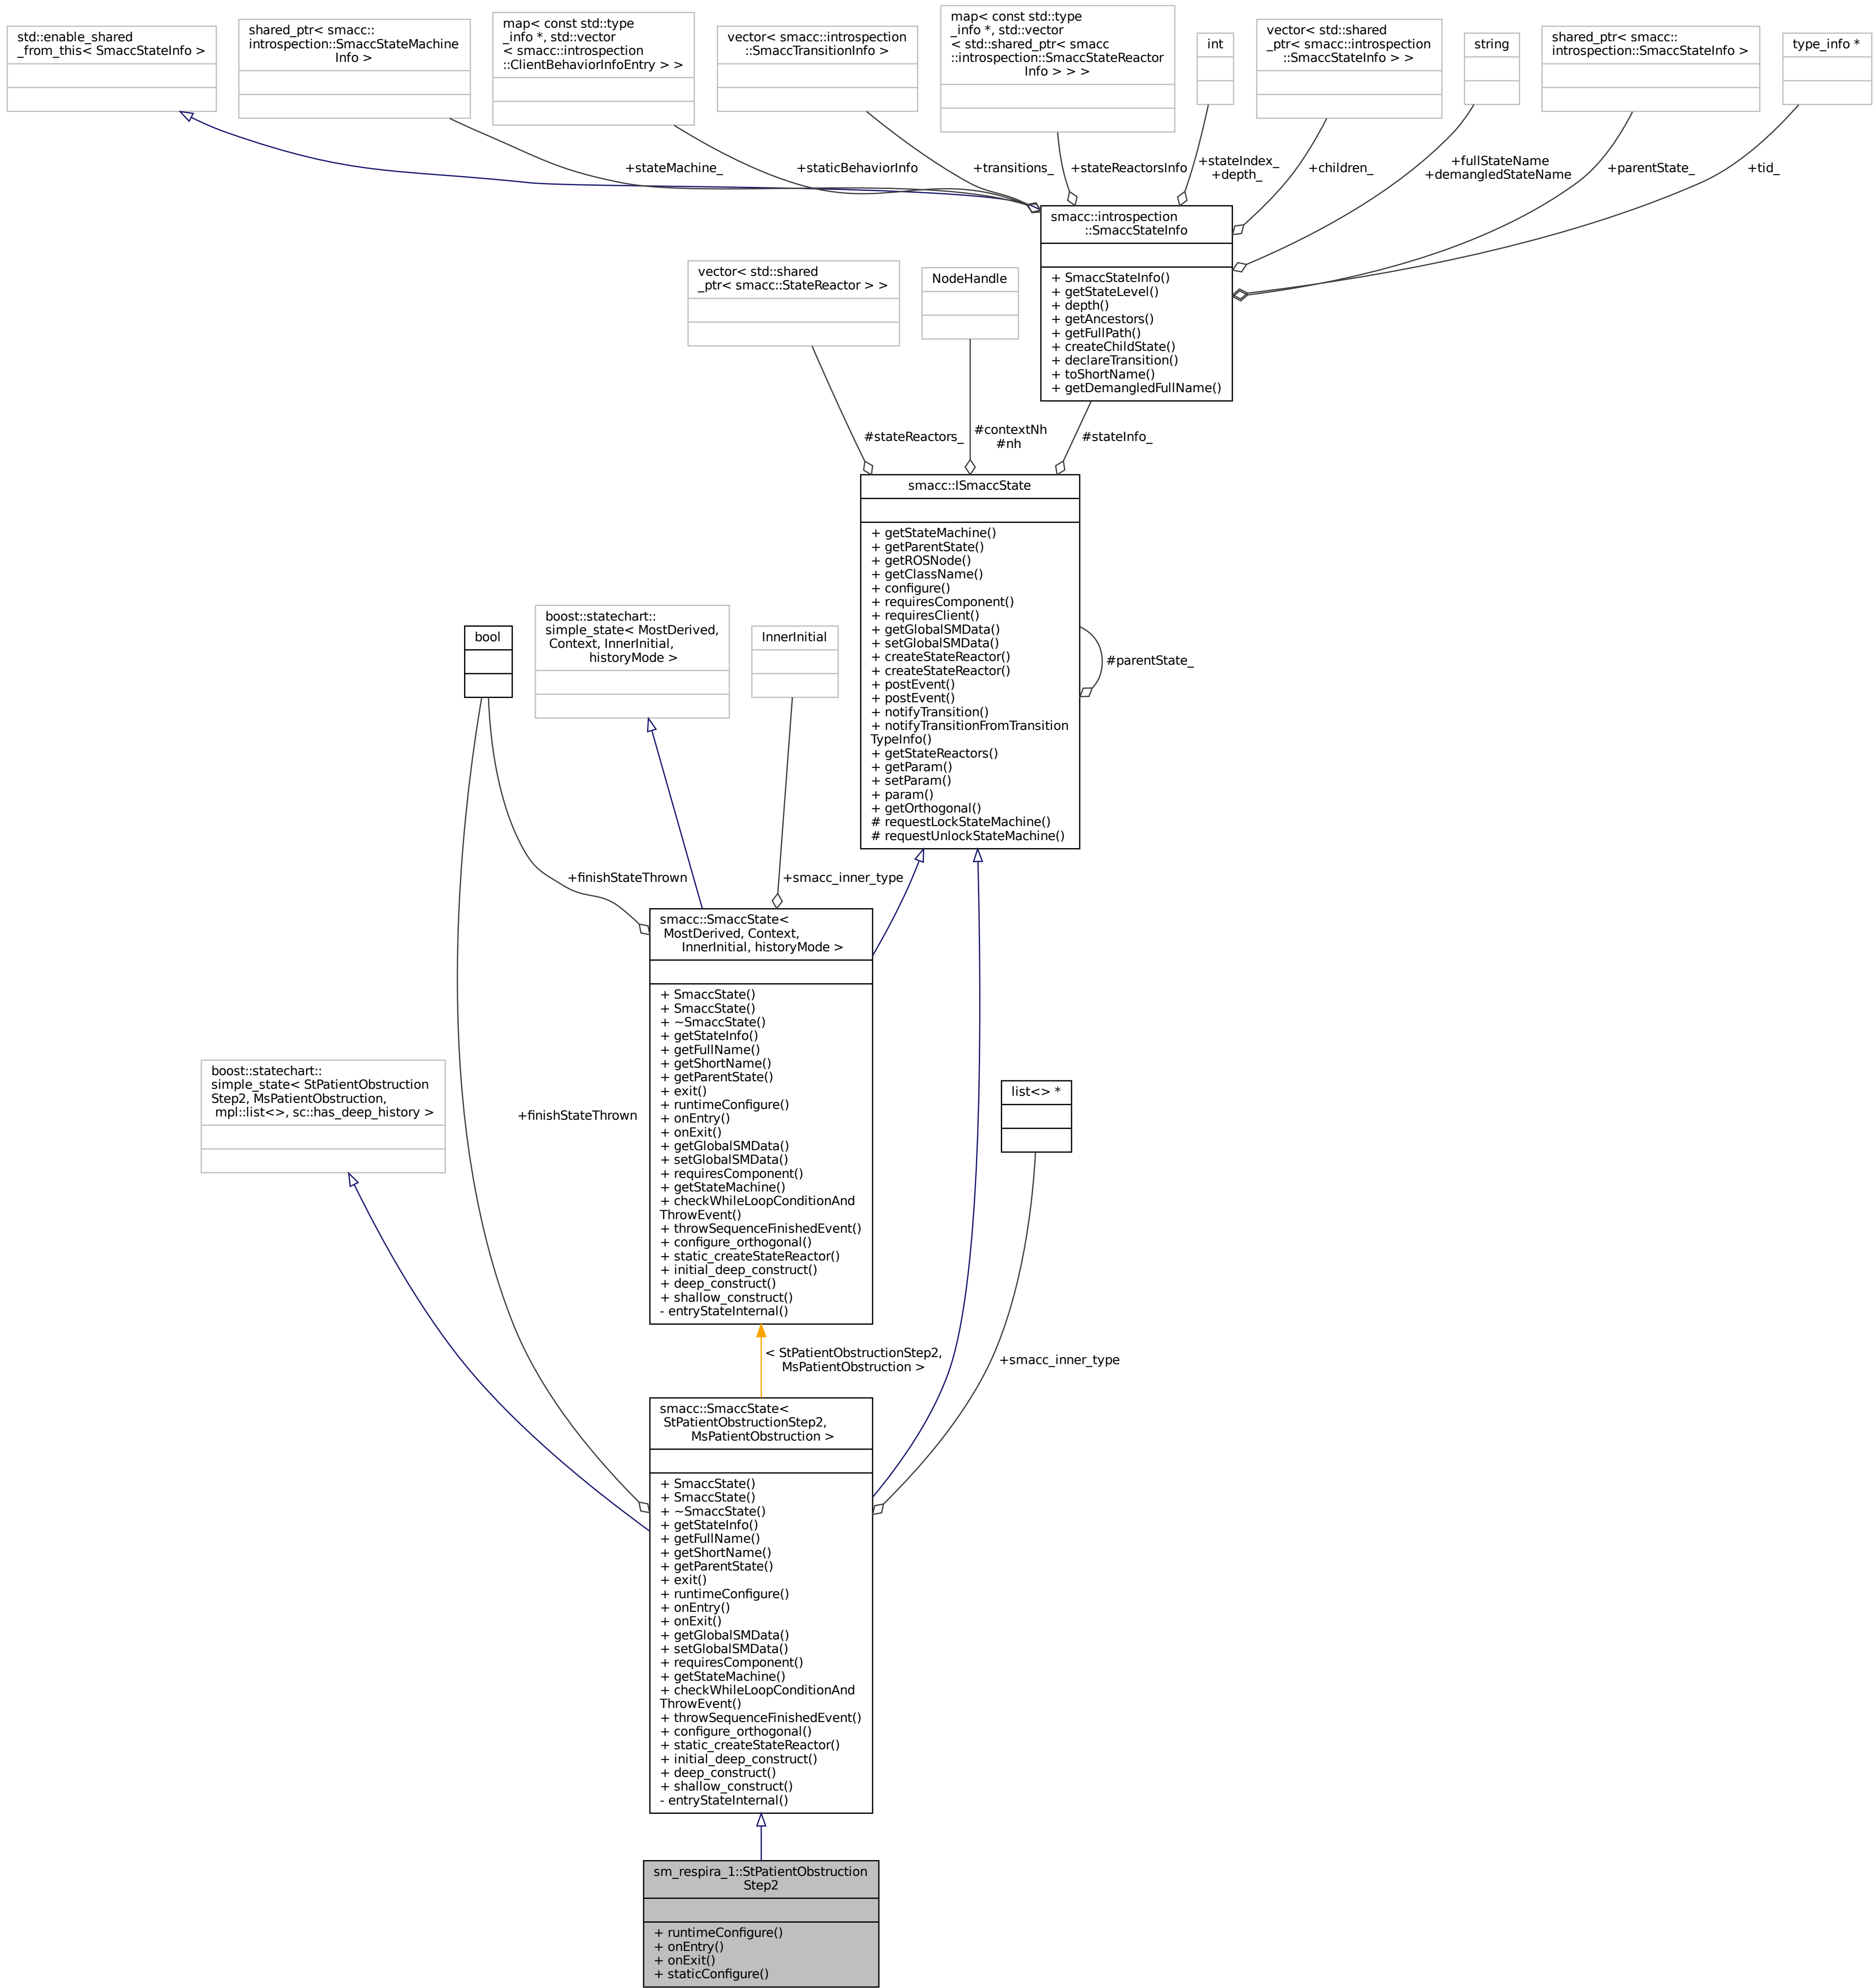 std::enable_shared
_from_this< SmaccStateInfo >
shared_ptr< smacc::
introspection::SmaccStateMachine
Info >
map< const std::type
_info *, std::vector
< smacc::introspection
::ClientBehaviorInfoEntry > >
vector< smacc::introspection
::SmaccTransitionInfo >
map< const std::type
_info *, std::vector
< std::shared_ptr< smacc
::introspection::SmaccStateReactor
Info > > >
int
vector< std::shared
_ptr< smacc::introspection
::SmaccStateInfo > >
string
shared_ptr< smacc::
introspection::SmaccStateInfo >
type_info *
+stateMachine_
+staticBehaviorInfo
+transitions_
+stateReactorsInfo
+stateIndex_
+depth_
+children_
+fullStateName
+demangledStateName
+parentState_
+tid_
smacc::introspection
::SmaccStateInfo
+ SmaccStateInfo()
+ getStateLevel()
+ depth()
+ getAncestors()
+ getFullPath()
+ createChildState()
+ declareTransition()
+ toShortName()
+ getDemangledFullName()
vector< std::shared
_ptr< smacc::StateReactor > >
NodeHandle
#stateReactors_
#contextNh
#nh
#stateInfo_
smacc::ISmaccState
+ getStateMachine()
+ getParentState()
+ getROSNode()
+ getClassName()
+ configure()
+ requiresComponent()
+ requiresClient()
+ getGlobalSMData()
+ setGlobalSMData()
+ createStateReactor()
+ createStateReactor()
+ postEvent()
+ postEvent()
+ notifyTransition()
+ notifyTransitionFromTransition
TypeInfo()
+ getStateReactors()
+ getParam()
+ setParam()
+ param()
+ getOrthogonal()
# requestLockStateMachine()
# requestUnlockStateMachine()
#parentState_
bool
boost::statechart::
simple_state< MostDerived,
Context, InnerInitial,
historyMode >
InnerInitial
+finishStateThrown
+smacc_inner_type
smacc::SmaccState<
MostDerived, Context,
InnerInitial, historyMode >
+ SmaccState()
+ SmaccState()
+ ~SmaccState()
+ getStateInfo()
+ getFullName()
+ getShortName()
+ getParentState()
+ exit()
+ runtimeConfigure()
+ onEntry()
+ onExit()
+ getGlobalSMData()
+ setGlobalSMData()
+ requiresComponent()
+ getStateMachine()
+ checkWhileLoopConditionAnd
ThrowEvent()
+ throwSequenceFinishedEvent()
+ configure_orthogonal()
+ static_createStateReactor()
+ initial_deep_construct()
+ deep_construct()
+ shallow_construct()
- entryStateInternal()
boost::statechart::
simple_state< StPatientObstruction
Step2, MsPatientObstruction,
mpl::list<>, sc::has_deep_history >
+finishStateThrown
list<> *
< StPatientObstructionStep2,
MsPatientObstruction >
+smacc_inner_type
smacc::SmaccState<
StPatientObstructionStep2,
MsPatientObstruction >
+ SmaccState()
+ SmaccState()
+ ~SmaccState()
+ getStateInfo()
+ getFullName()
+ getShortName()
+ getParentState()
+ exit()
+ runtimeConfigure()
+ onEntry()
+ onExit()
+ getGlobalSMData()
+ setGlobalSMData()
+ requiresComponent()
+ getStateMachine()
+ checkWhileLoopConditionAnd
ThrowEvent()
+ throwSequenceFinishedEvent()
+ configure_orthogonal()
+ static_createStateReactor()
+ initial_deep_construct()
+ deep_construct()
+ shallow_construct()
- entryStateInternal()
sm_respira_1::StPatientObstruction
Step2
+ runtimeConfigure()
+ onEntry()
+ onExit()
+ staticConfigure()